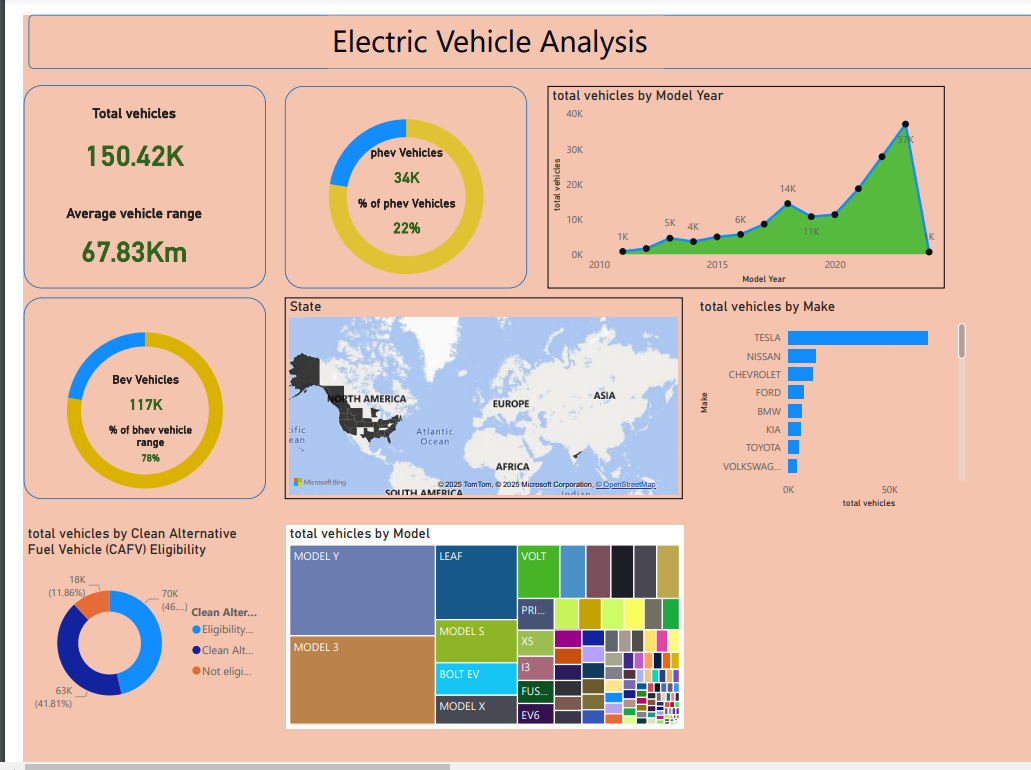 Electric Vehicle Analysis
Total vehicles
150.42K
Average vehicle range
67.83Km
phev Vehicles
34K
% of phev Vehicles
22%
total vehicles by Model Year
total vehicles
40K
30K
20K
10K
0K
1K
5K
4K
6K
14K
11K
37K
K
2010
2015
2020
Model Year
Bev Vehicles
117K
% of bhev vehicle
range
78%
State
NORTH AMERICA
EUROPE
ASIA
cific
ean
Atlantic
Ocean
AFRICA
Microsoft Bing
© 2025 TomTom, © 2025 Microsoft Corporation, © OpenStreetMap
SOUTH AMERICA
Indian
total vehicles by Make
Make
TESLA
NISSAN
CHEVROLET
FORD
BMW
KIA
TOYOTA
VOLKSWAG...
0K
50K
total vehicles
total vehicles by Clean Alternative
Fuel Vehicle (CAFV) Eligibility
18K
(11.86%)
70K
(46....)
63K
(41.81%)
Clean Alter...
Eligibility...
Clean Alt...
Not eligi...
total vehicles by Model
MODEL Y
MODEL 3
LEAF
MODEL S
BOLT EV
MODEL X
VOLT
PRI...
X5
I3
FUS...
EV6